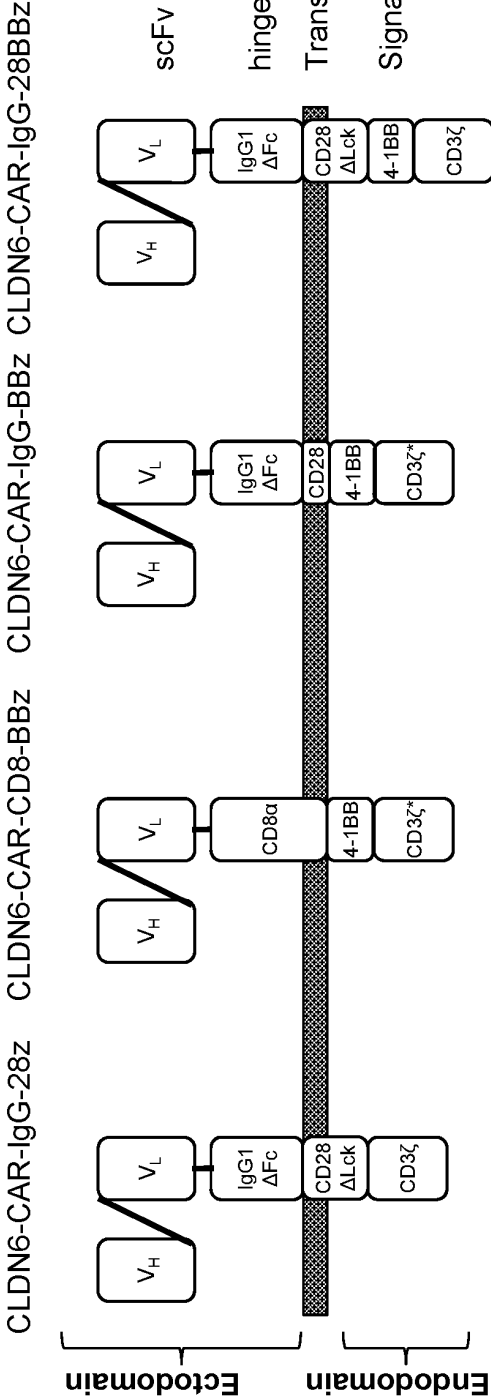 CLDN6-CAR-IgG-28z
CLDN6-CAR-CD8-BBz
CLDN6-CAR-IgG-BBz
CLDN6-CAR-IgG-28BBz
Ectodomain
Endodomain
VH
VL
IgG1
ΔFc
CD28
ΔLck
CD3ζ
VH
VL
CD8α
4-1BB
CD3ζ*
VH
VL
IgG1
ΔFc
CD28
4-1BB
CD3ζ*
VH
VL
IgG1
ΔFc
CD28
ΔLck
4-1BB
CD3ζ
scFv
hinge
Trans
Signa